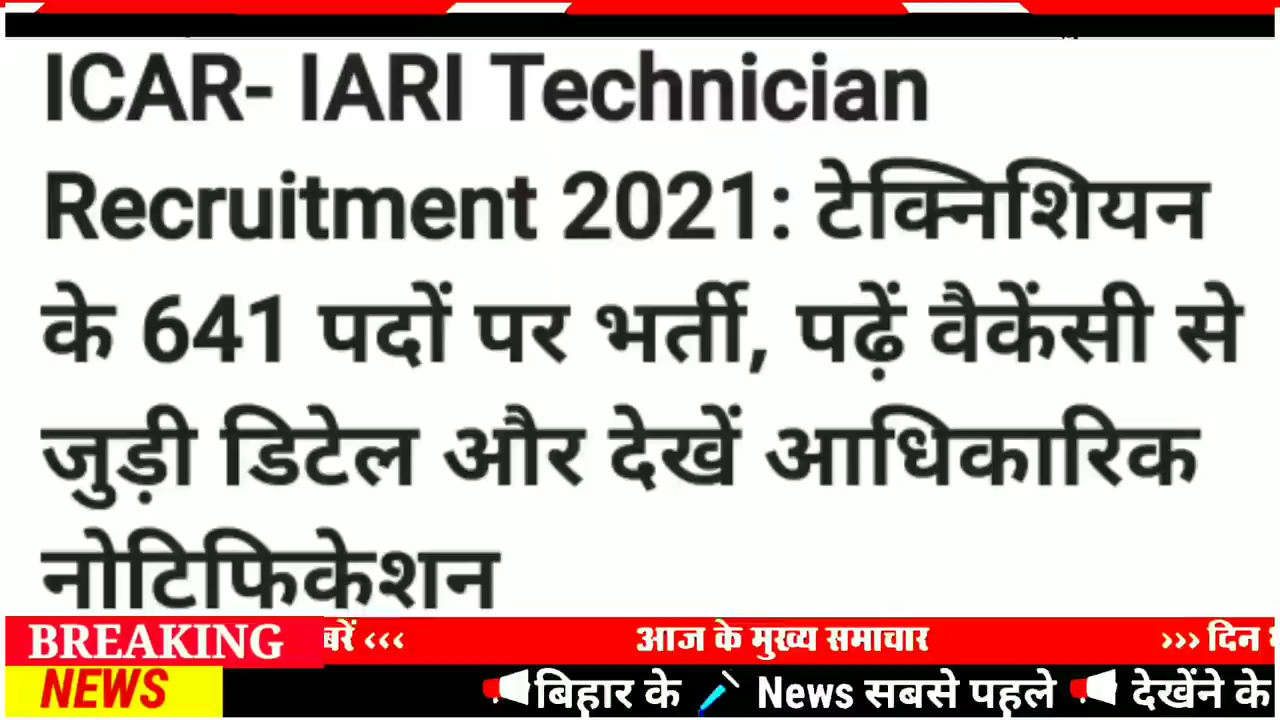 ICAR- IARI Technician
Recruitment 2021: टेक्निशियन
के 641 पदों पर भर्ती, पढ़ें वैकेंसी से
जुड़ी डिटेल और देखें आधिकारिक
नोटिफिकेशन
BREAKING
NEWS
‹‹‹ आज के मुख्य समाचार ››› दिन
बिहार के News सबसे पहले देखेंने के